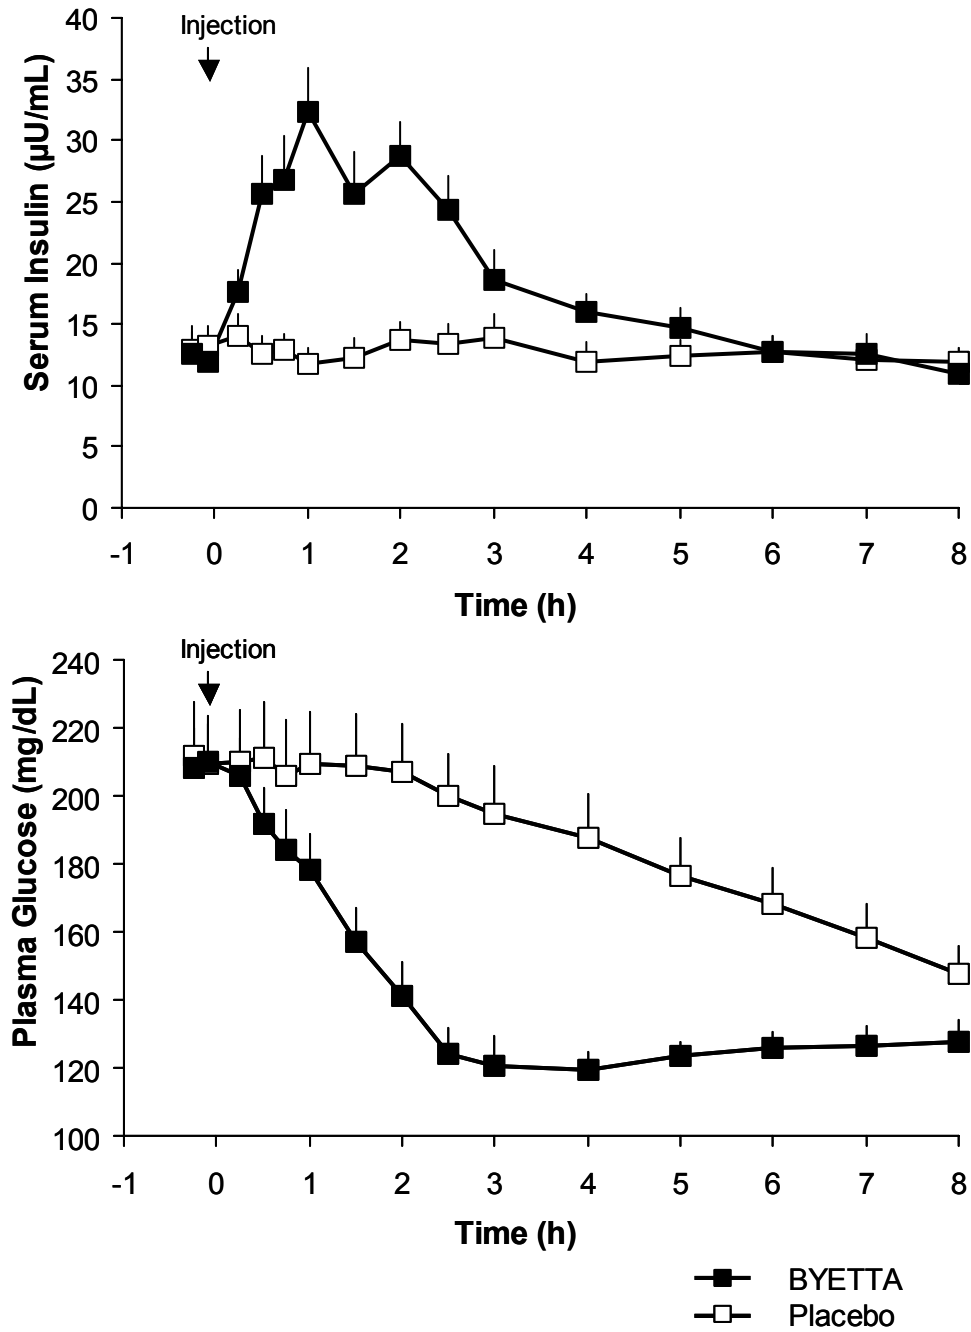 Injection
40
35
30
25
20
15
10
5
0
Serum Insulin (µU/mL)
-1 0 1 2 3 4 5 6 7 8
Time (h)
Injection
240
220
200
180
160
140
120
100
Plasma Glucose (mg/dL)
-1 0 1 2 3 4 5 6 7 8
Time (h)
BYETTA
Placebo